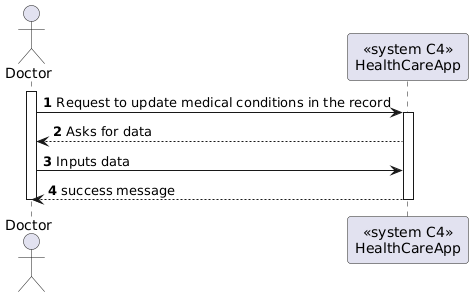 Doctor
«system C4»
HealthCareApp
1 Request to update medical conditions in the record
2 Asks for data
3 Inputs data
4 success message
Doctor
«system C4»
HealthCareApp